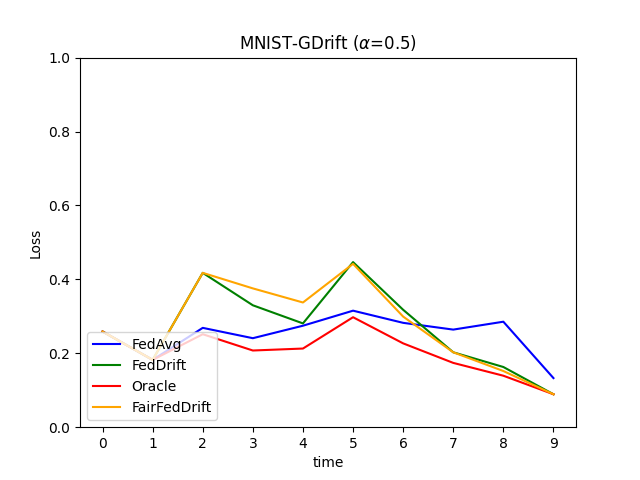 MNIST-GDrift (α=0.5)
1.0
0.8
0.6
0.4
0.2
0.0
Loss
FedAvg
FedDrift
Oracle
FairFedDrift
0 1 2 3 4 5 6 7 8 9
time